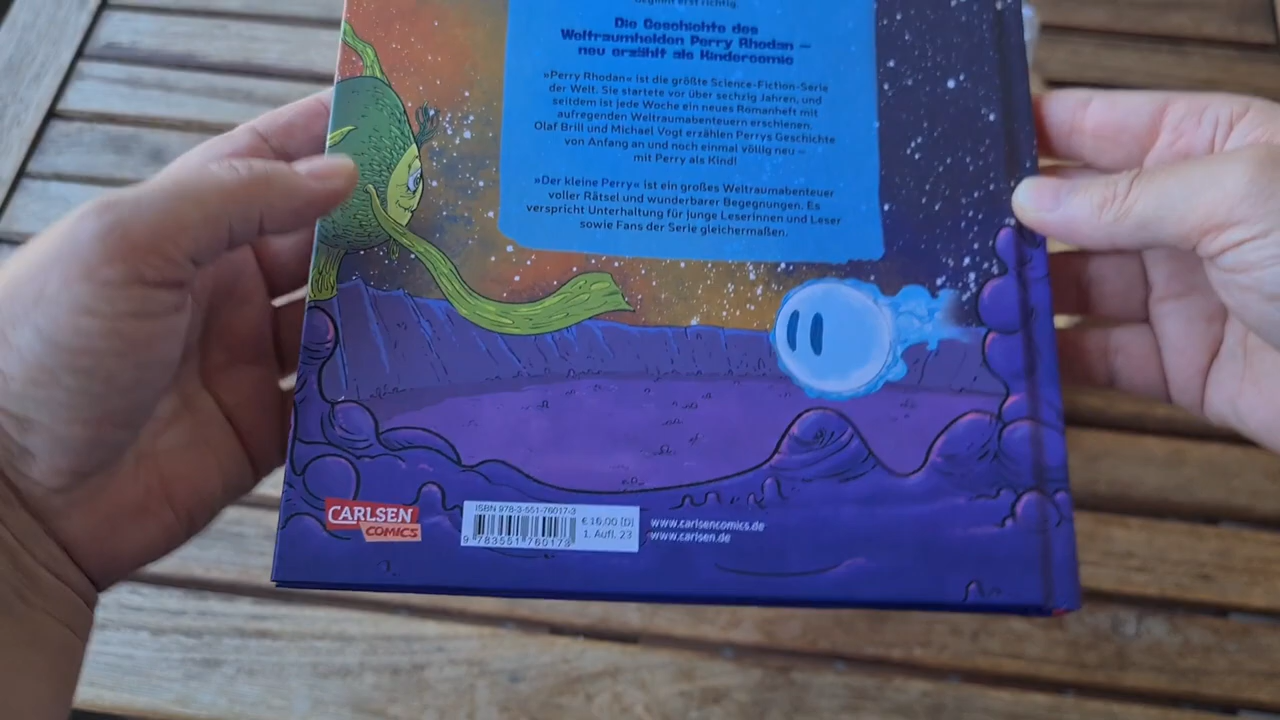 beginnt erst richtig.
Die Geschichte des
Weltraumhelden Perry Rhodan –
neu erzählt als Kindercomic
»Perry Rhodan« ist die größte Science-Fiction-Serie
der Welt. Sie startete vor über sechzig Jahren, und
seitdem ist jede Woche ein neues Romanheft mit
aufregenden Weltraumabenteuern erschienen.
Olaf Brill und Michael Vogt erzählen Perrys Geschichte
von Anfang an und noch einmal völlig neu –
mit Perry als Kind!
»Der kleine Perry« ist ein großes Weltraumabenteuer
voller Rätsel und wunderbarer Begegnungen. Es
verspricht Unterhaltung für junge Leserinnen und Leser
sowie Fans der Serie gleichermaßen.
CARLSEN
COMICS
ISBN 978-3-551-76017-3
€ 16,00 [D]
1. Aufl. 23
9 783551 760173
www.carlsencomics.de
www.carlsen.de